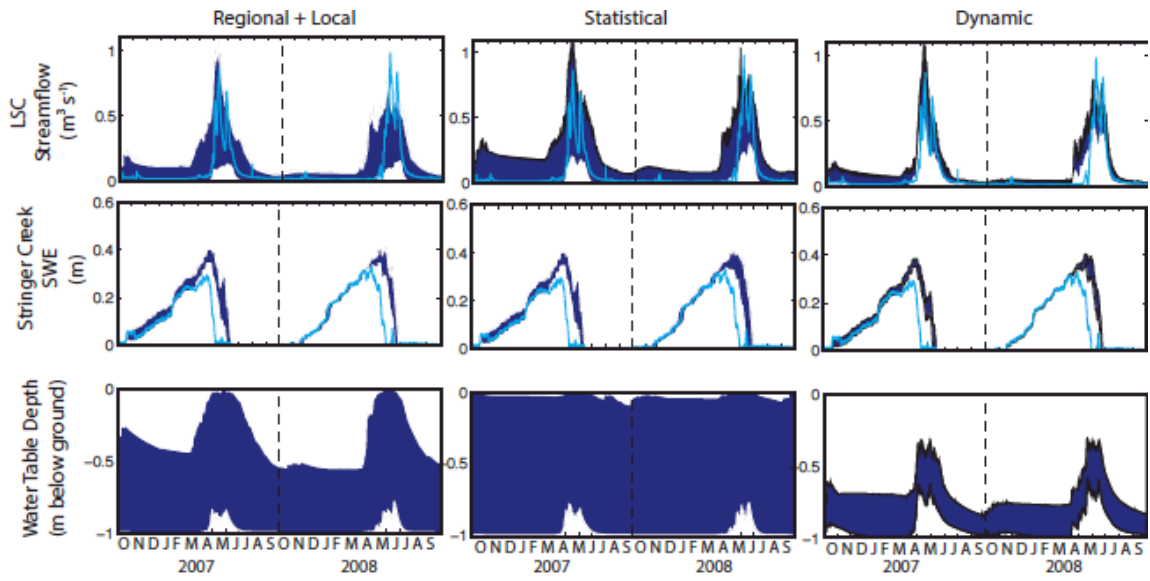 Regional + Local
Statistical
Dynamic
LSC
Streamflow
( m³ s⁻¹)
1
0.5
0
1
0.5
0
1
0.5
0
Stringer Creek
SWE
(m)
0.6
0.4
0.2
0
0.6
0.4
0.2
0
0.6
0.4
0.2
0
Water Table Depth
(m below ground)
0
-0.5
-1
0
-0.5
-1
0
-0.5
-1
O N D J F M A M J J A S O N D J F M A M J J A S
2007 2008
O N D J F M A M J J A S O N D J F M A M J J A S
2007 2008
O N D J F M A M J J A S O N D J F M A M J J A S
2007 2008